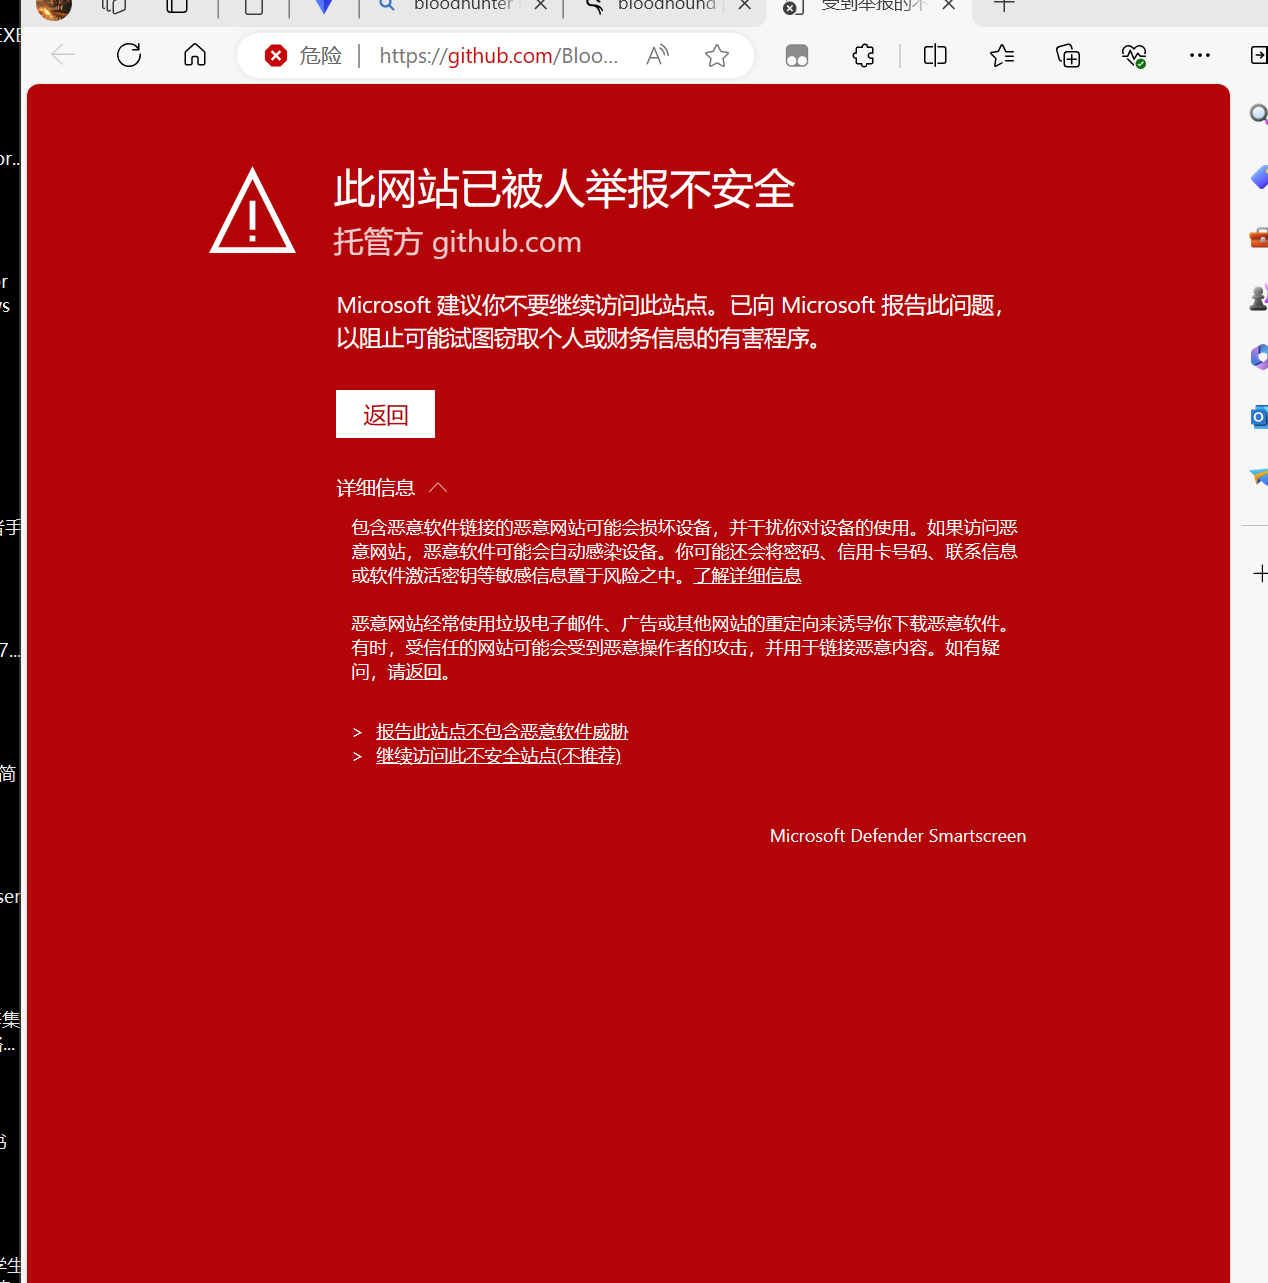 bloodhunter
bloodhound
受到举报的不
危险
https://github.com/Bloo...
此网站已被人举报不安全
托管方 github.com
Microsoft 建议你不要继续访问此站点。已向 Microsoft 报告此问题，
以阻止可能试图窃取个人或财务信息的有害程序。
返回
详细信息
包含恶意软件链接的恶意网站可能会损坏设备，并干扰你对设备的使用。如果访问恶
意网站，恶意软件可能会自动感染设备。你可能还会将密码、信用卡号码、联系信息
或软件激活密钥等敏感信息置于风险之中。了解详细信息
恶意网站经常使用垃圾电子邮件、广告或其他网站的重定向来诱导你下载恶意软件。
有时，受信任的网站可能会受到恶意操作者的攻击，并用于链接恶意内容。如有疑
问，请返回。
> 报告此站点不包含恶意软件威胁
> 继续访问此不安全站点(不推荐)
Microsoft Defender Smartscreen